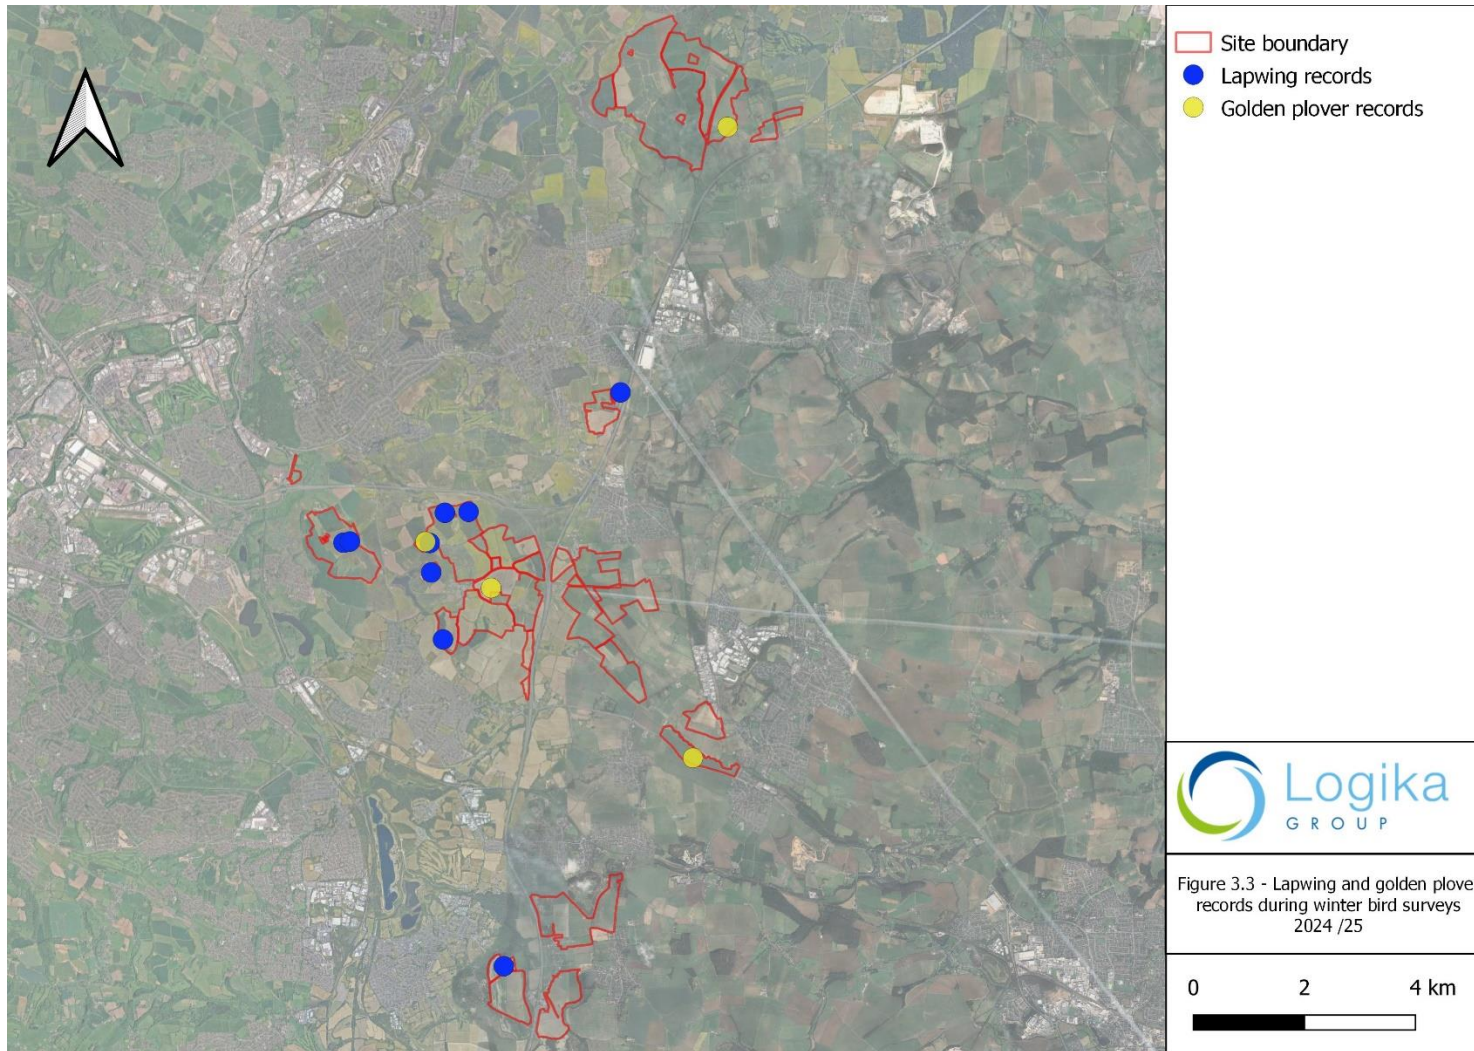 Site boundary
Lapwing records
Golden plover records
Logika
GROUP
Figure 3.3 - Lapwing and golden plove
records during winter bird surveys
2024 /25
0 2 4 km